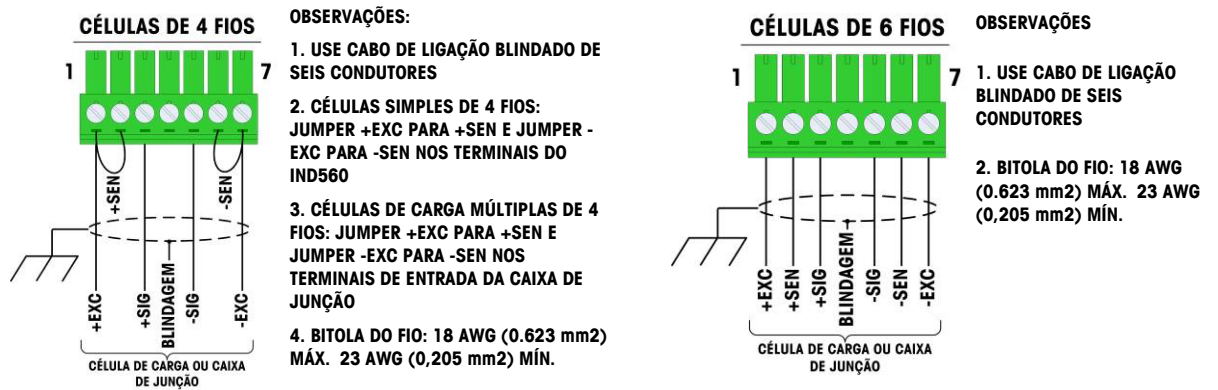 CÉLULAS DE 4 FIOS
1
7
+SEN
-SEN
+EXC
+SIG
BLINDAGEM
-SIG
-EXC
CÉLULA DE CARGA OU CAIXA
DE JUNÇÃO
OBSERVAÇÕES:
1. USE CABO DE LIGAÇÃO BLINDADO DE
SEIS CONDUTORES
2. CÉLULAS SIMPLES DE 4 FIOS:
JUMPER +EXC PARA +SEN E JUMPER -
EXC PARA -SEN NOS TERMINAIS DO
IND560
3. CÉLULAS DE CARGA MÚLTIPLAS DE 4
FIOS: JUMPER +EXC PARA +SEN E
JUMPER -EXC PARA -SEN NOS
TERMINAIS DE ENTRADA DA CAIXA DE
JUNÇÃO
4. BITOLA DO FIO: 18 AWG (0.623 mm2)
MÁX. 23 AWG (0,205 mm2) MÍN.
CÉLULAS DE 6 FIOS
1
7
+EXC
+SEN
+SIG
BLINDAGEM
-SIG
-SEN
-EXC
CÉLULA DE CARGA OU CAIXA
DE JUNÇÃO
OBSERVAÇÕES
1. USE CABO DE LIGAÇÃO
BLINDADO DE SEIS
CONDUTORES
2. BITOLA DO FIO: 18 AWG
(0.623 mm2) MÁX. 23 AWG
(0,205 mm2) MÍN.